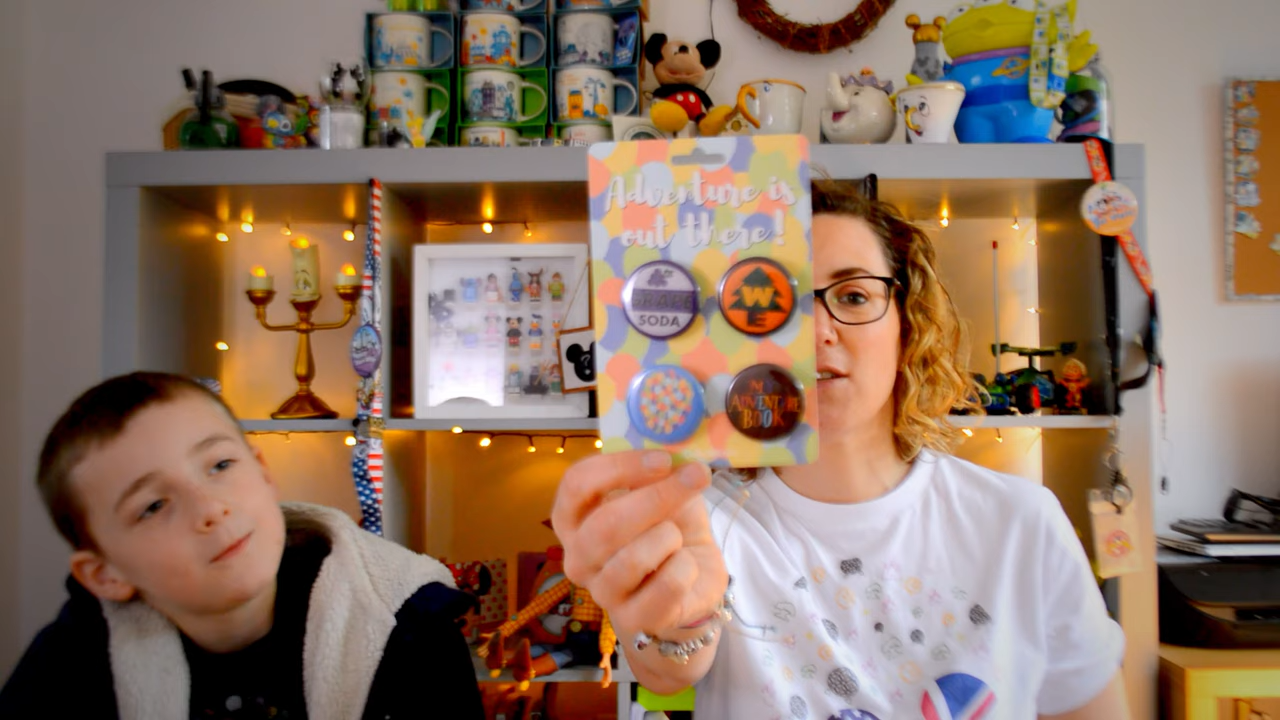 Adventure is
out there!
GRAPE
SODA
W
E
MY
ADVENTURE
BOOK